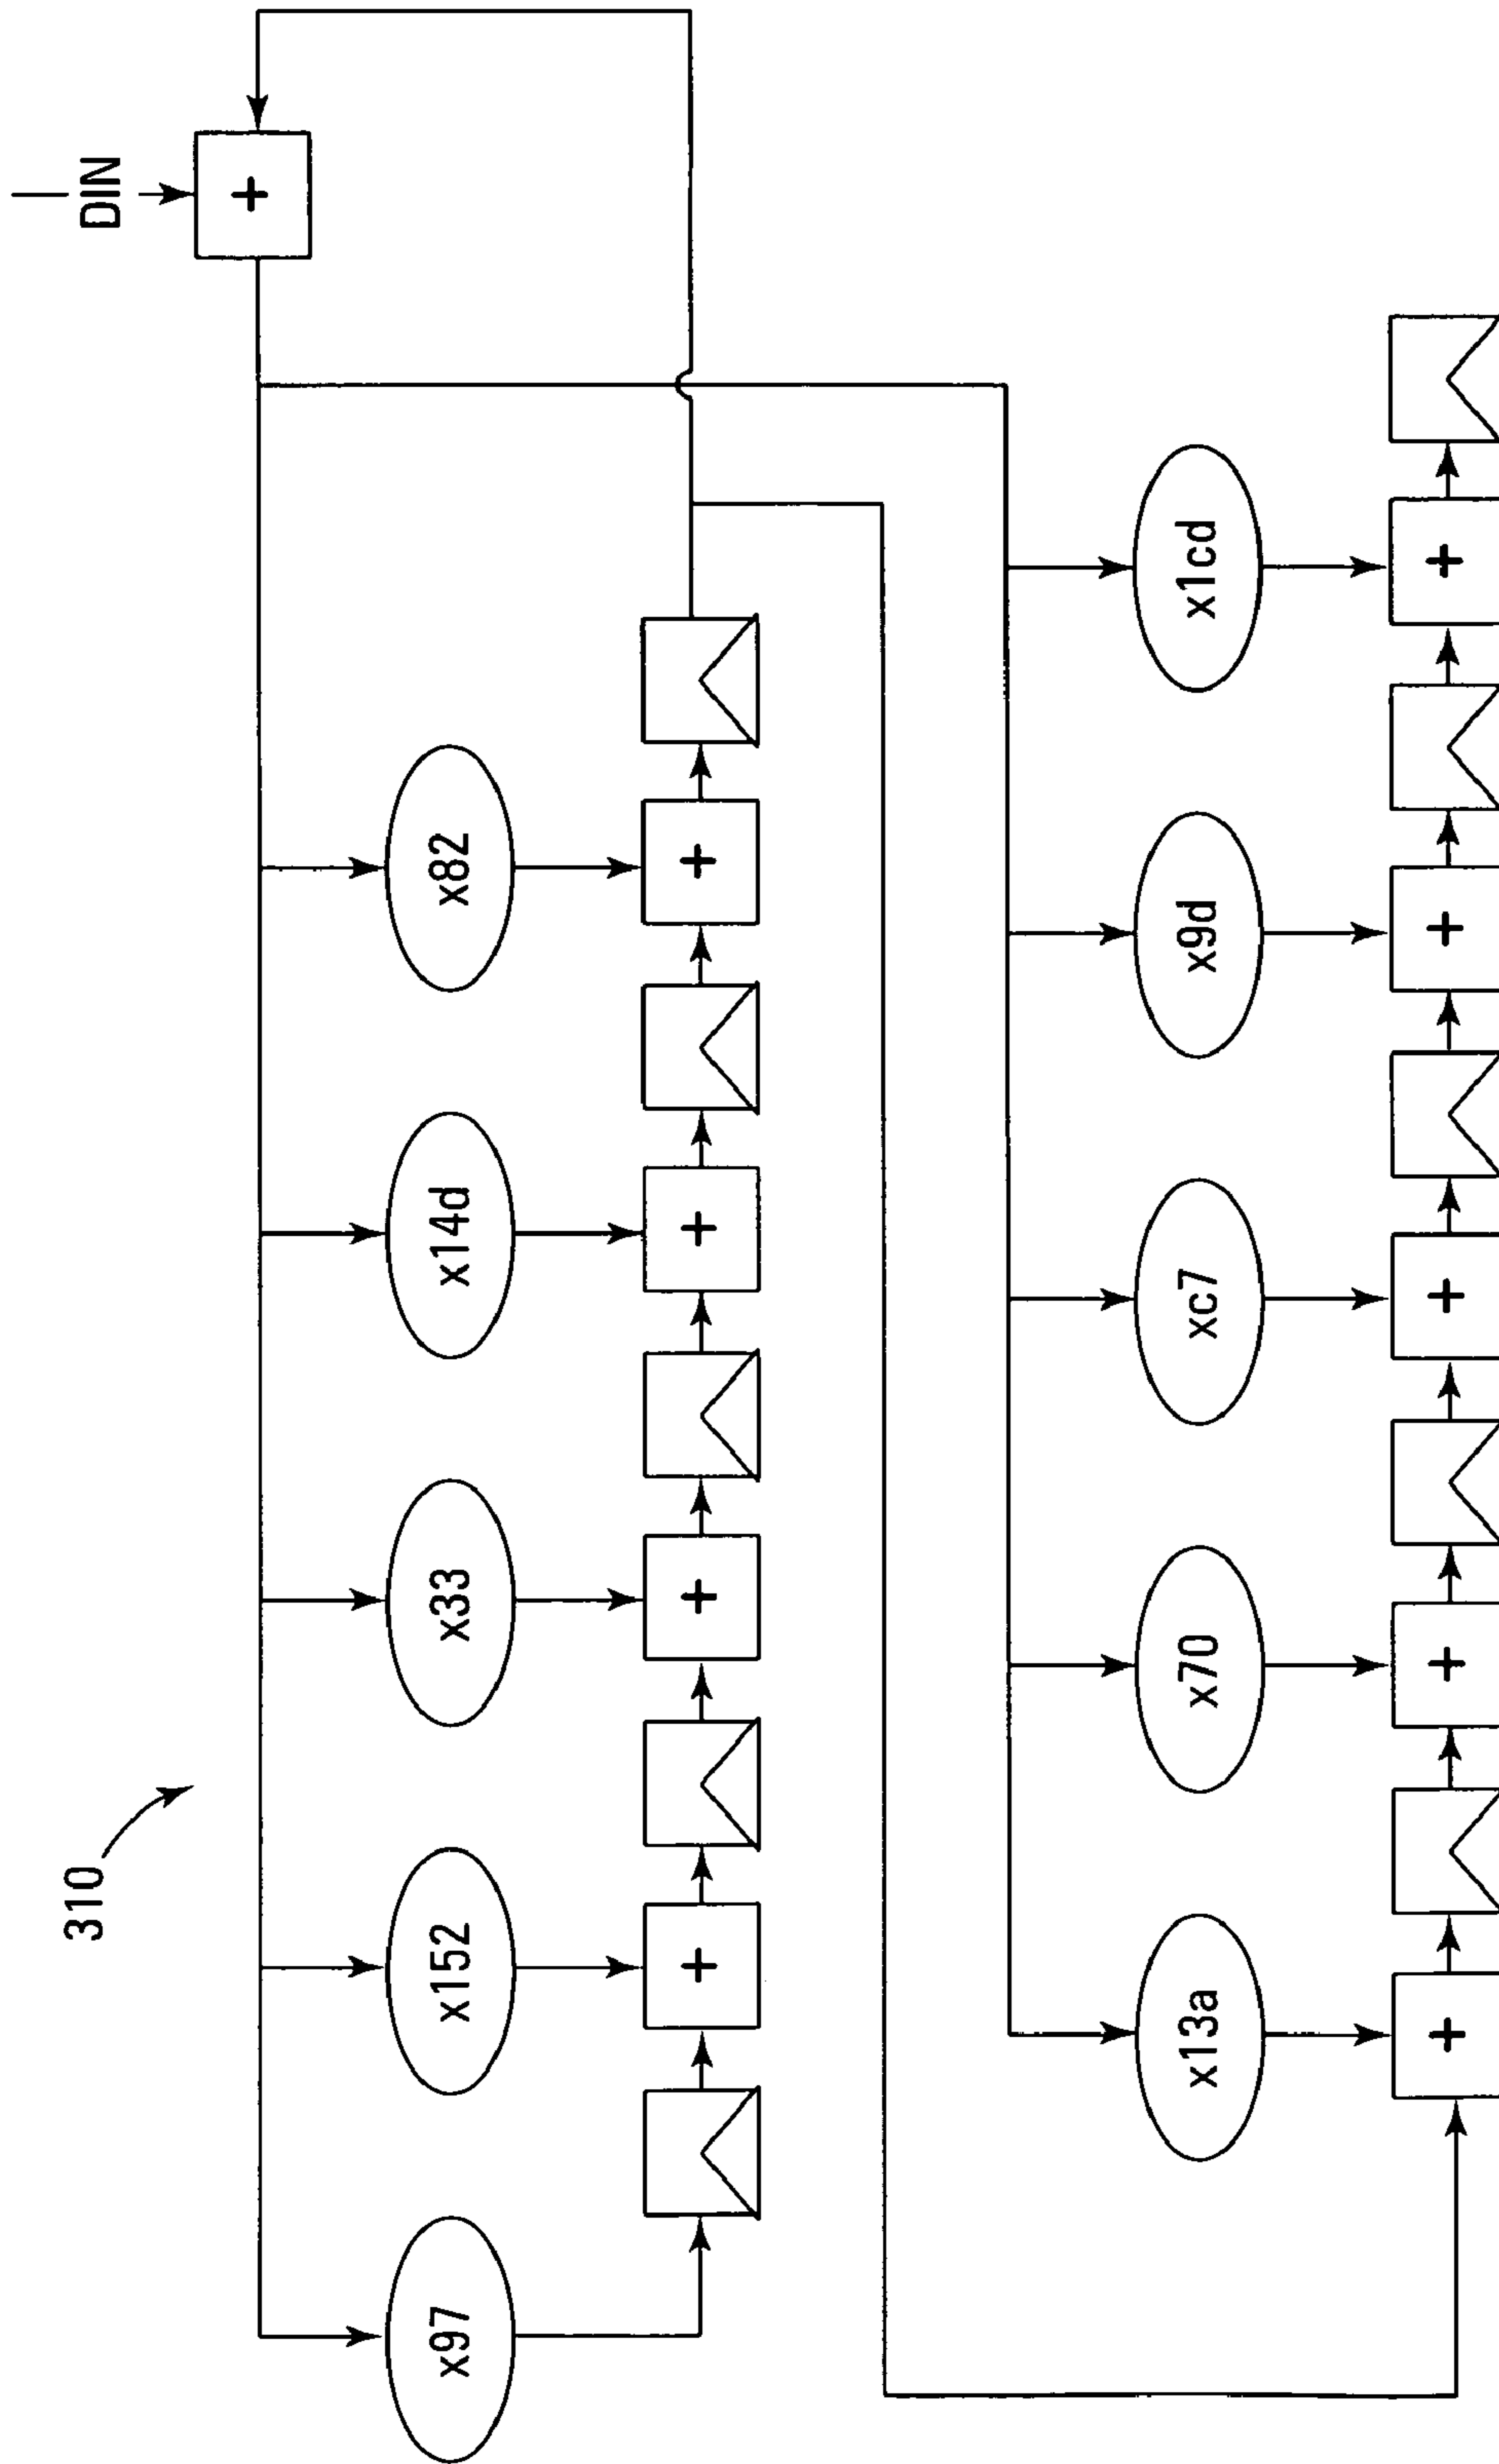 310
DIN
+
x97 x152 x33 x14d x82
+ + + +
x13a x70 xc7 x9d x1cd
+ + + + +